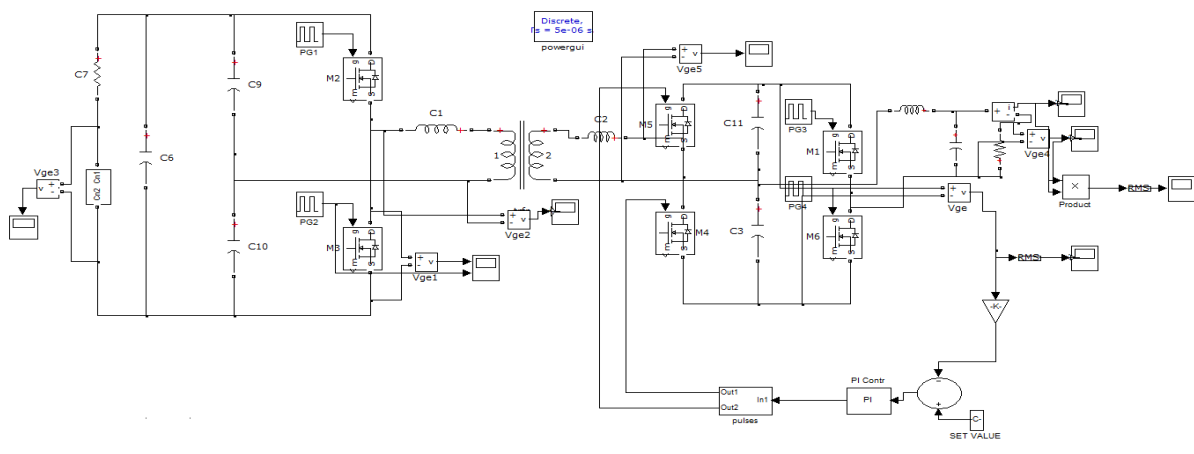 Discrete,
Ts = 5e-06 s
powergui
PG1
M2
C7
C9
C6
C1
1
2
C2
Vge5
M5
C11
PG3
M1
Vge4
Product
RMS
Vge3
Cn1
Cn2
PG2
M3
C10
Vge2
Vge1
M4
C3
PG4
M6
Vge
RMS
-K-
PI Contr
PI
Out1
Out2
In1
pulses
C-
SET VALUE